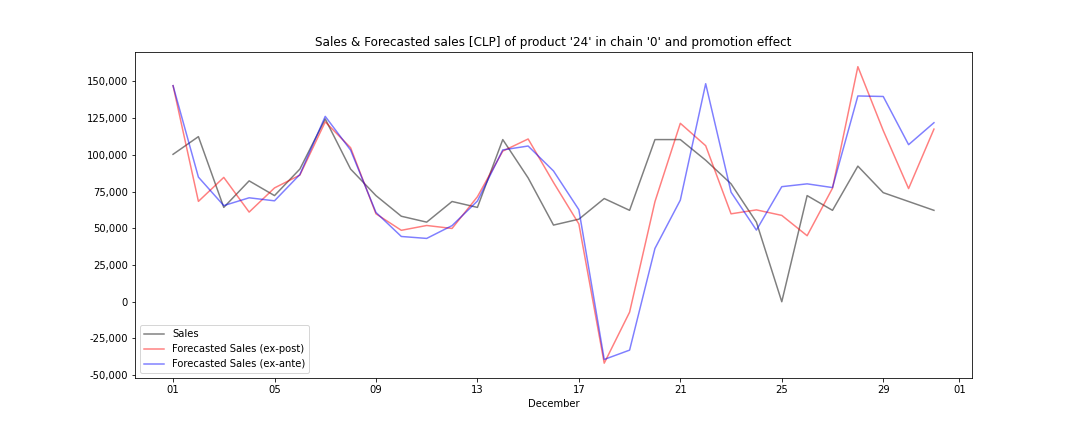 Sales & Forecasted sales [CLP] of product '24' in chain '0' and promotion effect
150,000
125,000
100,000
75,000
50,000
25,000
0
-25,000
-50,000
Sales
Forecasted Sales (ex-post)
Forecasted Sales (ex-ante)
01 05 09 13 17 21 25 29 01
December